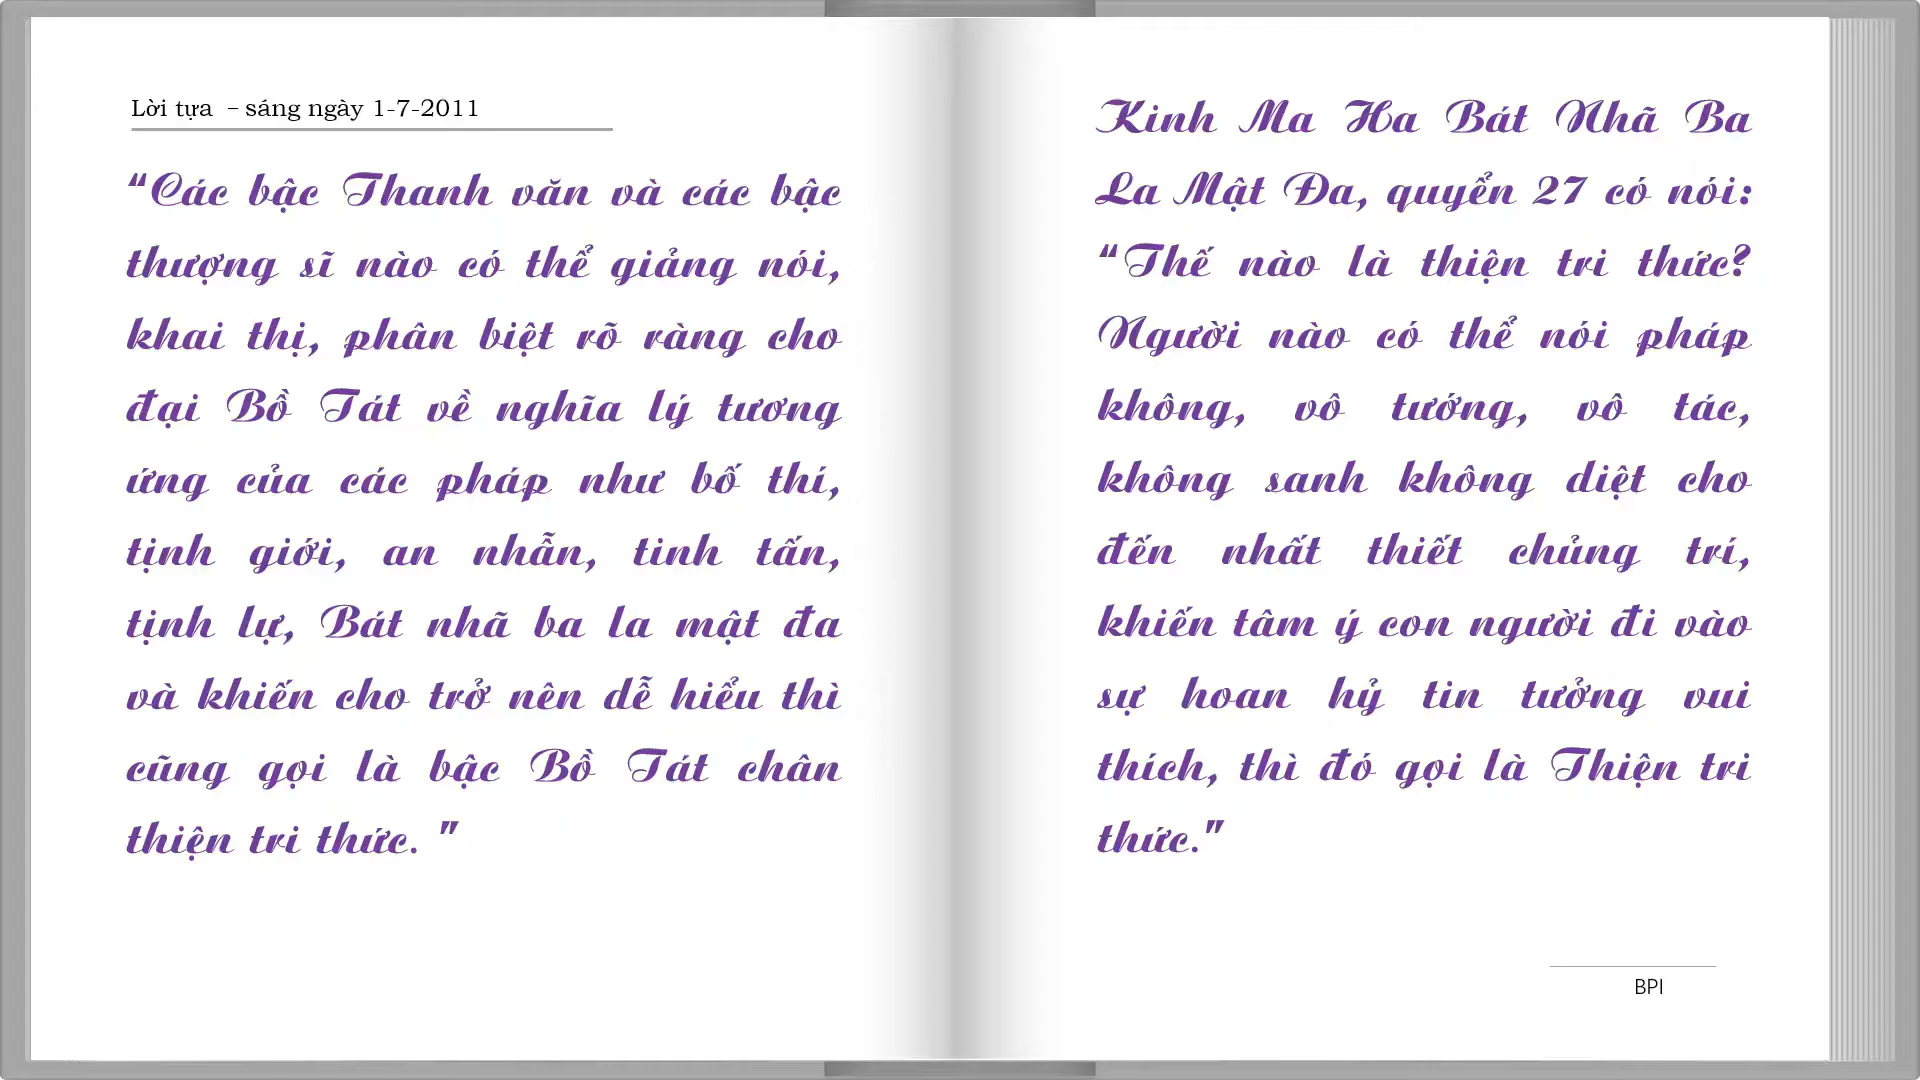 Lời tựa – sáng ngày 1-7-2011
“Các bậc Thanh văn và các bậc
thượng sĩ nào có thể giảng nói,
khai thị, phân biệt rõ ràng cho
đại Bồ Tát về nghĩa lý tương
ứng của các pháp như bố thí,
tịnh giới, an nhẫn, tinh tấn,
tịnh lự, Bát nhã ba la mật đa
và khiến cho trở nên dễ hiểu thì
cũng gọi là bậc Bồ Tát chân
thiện tri thức. "
Kinh Ma Ha Bát Nhã Ba
La Mật Đa, quyển 27 có nói:
“Thế nào là thiện tri thức?
Người nào có thể nói pháp
không, vô tướng, vô tác,
không sanh không diệt cho
đến nhất thiết chủng trí,
khiến tâm ý con người đi vào
sự hoan hỷ tin tưởng vui
thích, thì đó gọi là Thiện tri
thức."
BPI